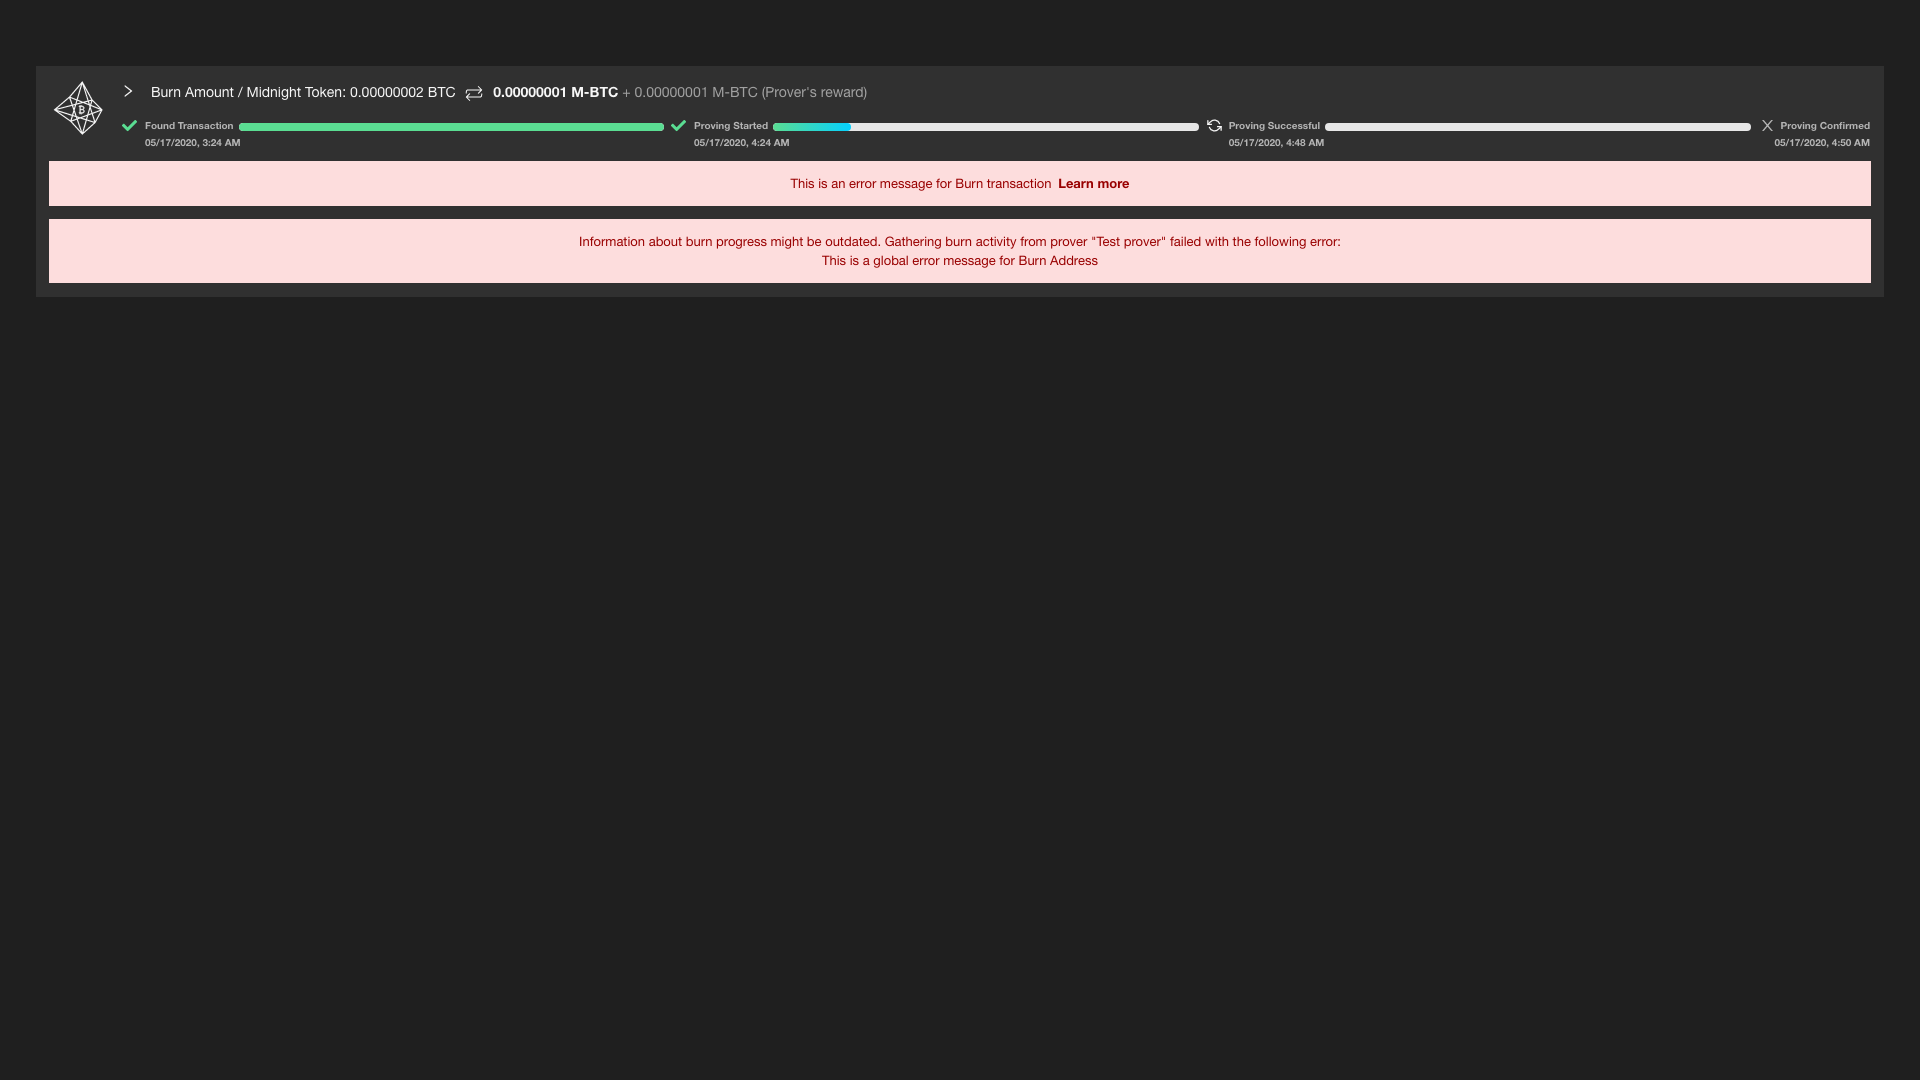 Burn Amount / Midnight Token: 0.00000002 BTC 0.00000001 M-BTC + 0.00000001 M-BTC (Prover's reward)
Found Transaction Proving Started Proving Successful Proving Confirmed
05/17/2020, 3:24 AM 05/17/2020, 4:24 AM 05/17/2020, 4:48 AM 05/17/2020, 4:50 AM
This is an error message for Burn transaction Learn more
Information about burn progress might be outdated. Gathering burn activity from prover "Test prover" failed with the following error:
This is a global error message for Burn Address